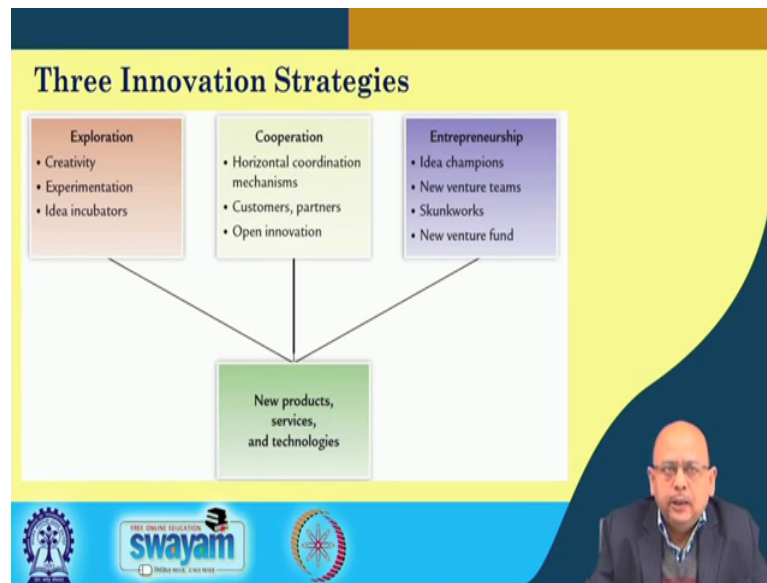 Three Innovation Strategies
Exploration
• Creativity
• Experimentation
• Idea incubators
Cooperation
• Horizontal coordination
mechanisms
• Customers, partners
• Open innovation
Entrepreneurship
• Idea champions
• New venture teams
• Skunkworks
• New venture fund
New products,
services,
and technologies
FREE ONLINE EDUCATION
swayam